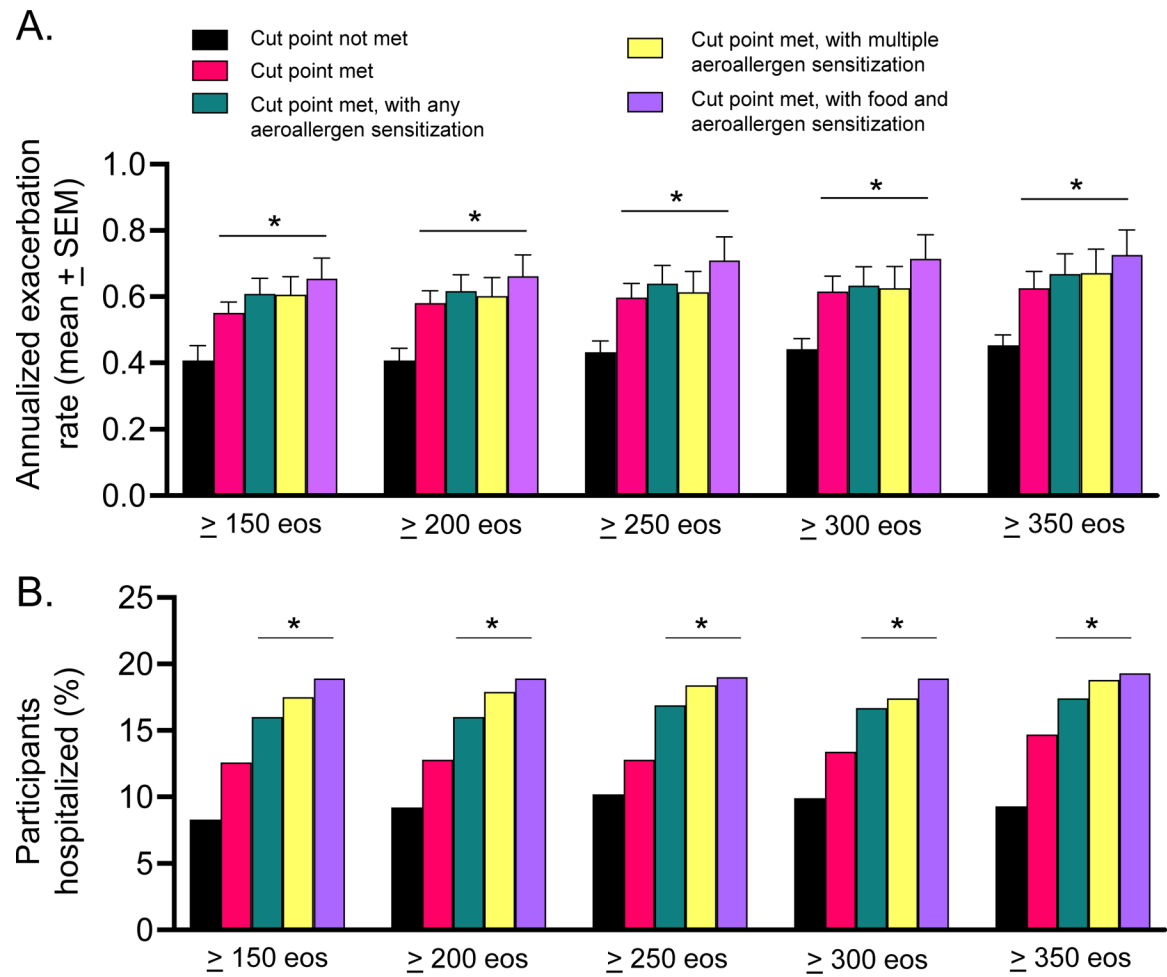 A.
Cut point not met
Cut point met
Cut point met, with any
aeroallergen sensitization
Cut point met, with multiple
aeroallergen sensitization
Cut point met, with food and
aeroallergen sensitization
Annualized exacerbation
rate (mean ± SEM)
1.0
0.8
0.6
0.4
0.2
0.0
* * * * *
≥ 150 eos ≥ 200 eos ≥ 250 eos ≥ 300 eos ≥ 350 eos
B.
Participants
hospitalized (%)
25
20
15
10
5
0
* * * * *
≥ 150 eos ≥ 200 eos ≥ 250 eos ≥ 300 eos ≥ 350 eos